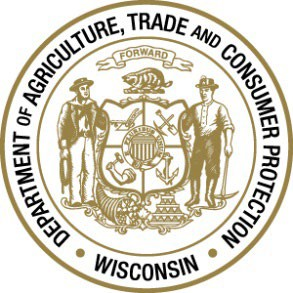 DEPARTMENT OF AGRICULTURE, TRADE AND CONSUMER PROTECTION
FORWARD
• WISCONSIN •